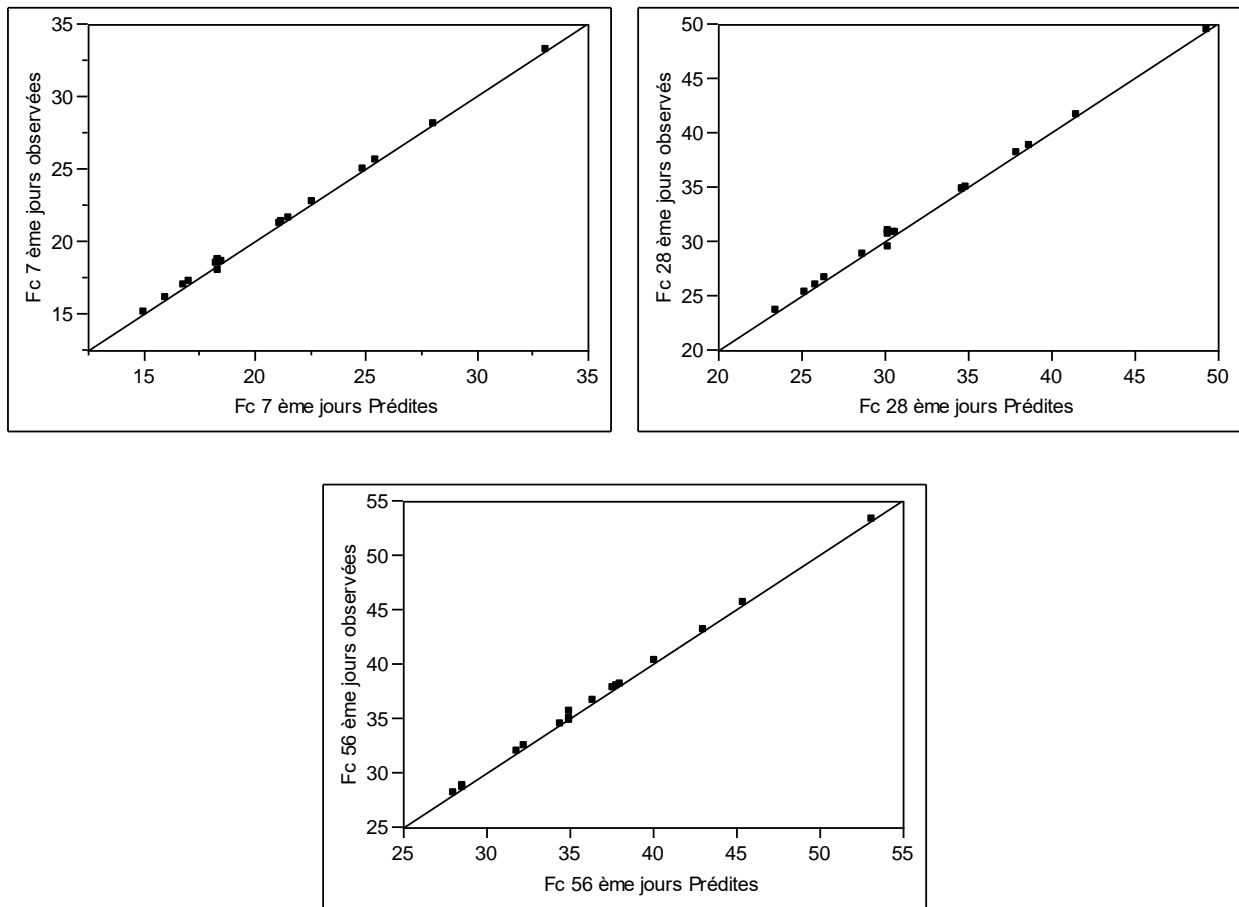 Fc 7 ème jours observées
35
30
25
20
15
15 20 25 30 35
Fc 7 ème jours Prédites
Fc 28 ème jours observés
50
45
40
35
30
25
20
20 25 30 35 40 45 50
Fc 28 ème jours Prédites
Fc 56 ème jours observées
55
50
45
40
35
30
25
25 30 35 40 45 50 55
Fc 56 ème jours Prédites